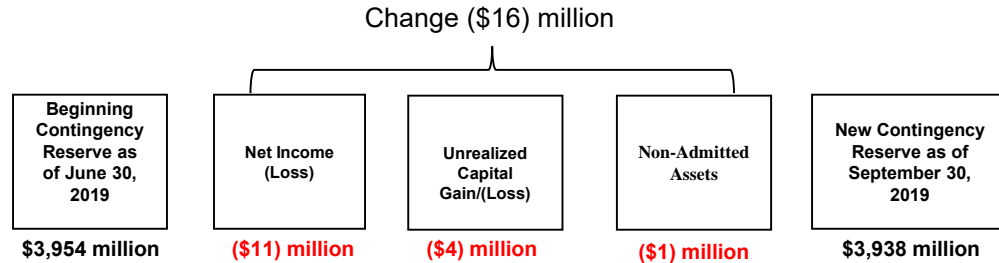 Change ($16) million
Beginning
Contingency
Reserve as
of June 30,
2019
Net Income
(Loss)
Unrealized
Capital
Gain/(Loss)
Non-Admitted
Assets
New Contingency
Reserve as of
September 30,
2019
$3,954 million
($11) million
($4) million
($1) million
$3,938 million